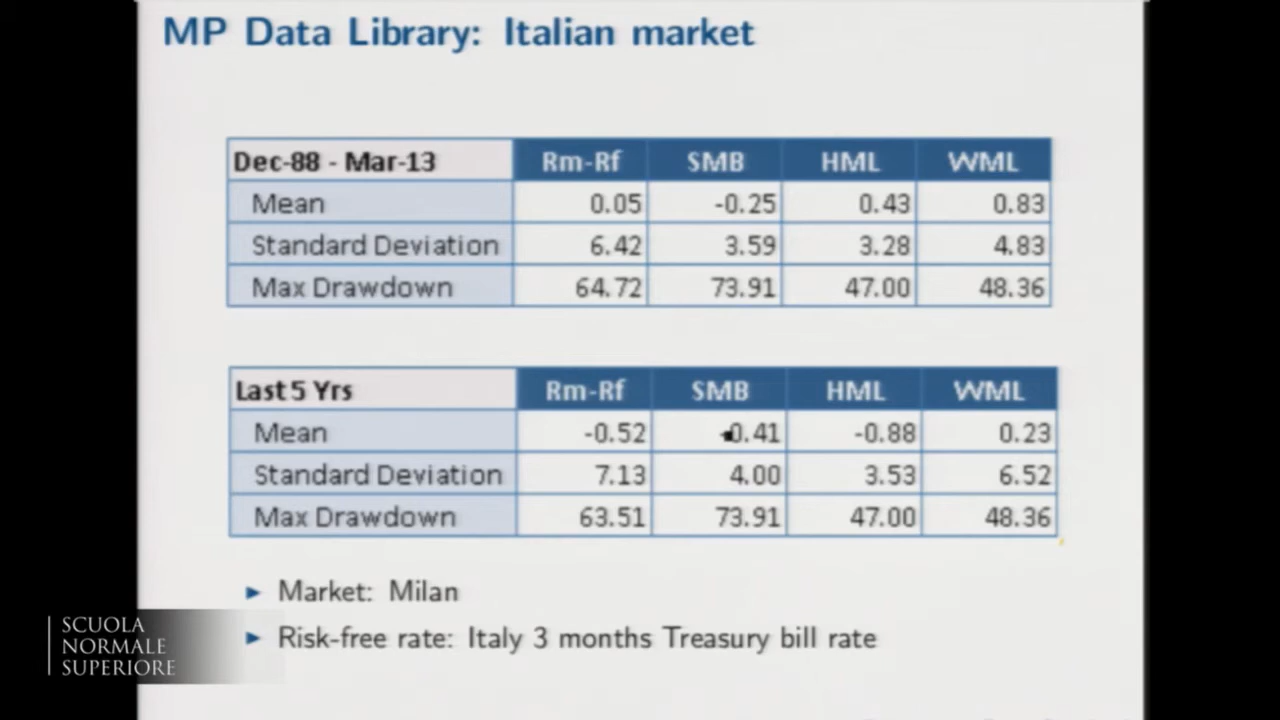 MP Data Library: Italian market
Dec-88 - Mar-13 Rm-Rf SMB HML WML
Mean 0.05 -0.25 0.43 0.83
Standard Deviation 6.42 3.59 3.28 4.83
Max Drawdown 64.72 73.91 47.00 48.36
Last 5 Yrs Rm-Rf SMB HML WML
Mean -0.52 -0.41 -0.88 0.23
Standard Deviation 7.13 4.00 3.53 6.52
Max Drawdown 63.51 73.91 47.00 48.36
► Market: Milan
► Risk-free rate: Italy 3 months Treasury bill rate
SCUOLA
NORMALE
SUPERIORE